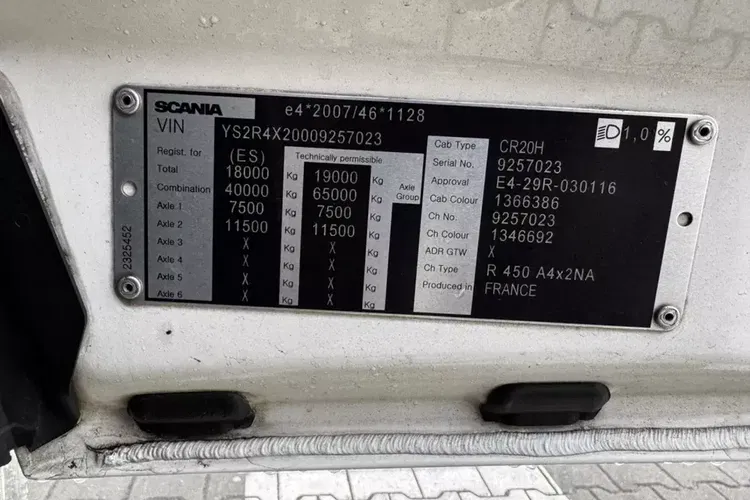 SCANIA e4*2007/46*1128
VIN YS2R4X20009257023
Regist. for (ES) Technically permissible
Total 18000 Kg 19000 Kg
Combination 40000 Kg 65000 Kg Axle Group
Axle 1 7500 Kg 7500 Kg
Axle 2 11500 Kg 11500 Kg
Axle 3 X Kg X Kg
Axle 4 X Kg X Kg
Axle 5 X Kg X Kg
Axle 6 X Kg X Kg
Cab Type CR20H
Serial No. 9257023
Approval E4-29R-030116
Cab Colour 1366386
Ch No. 9257023
Ch Colour 1346692
ADR GTW X
Ch Type R 450 A4x2NA
Produced in FRANCE
1,0 %
2325452